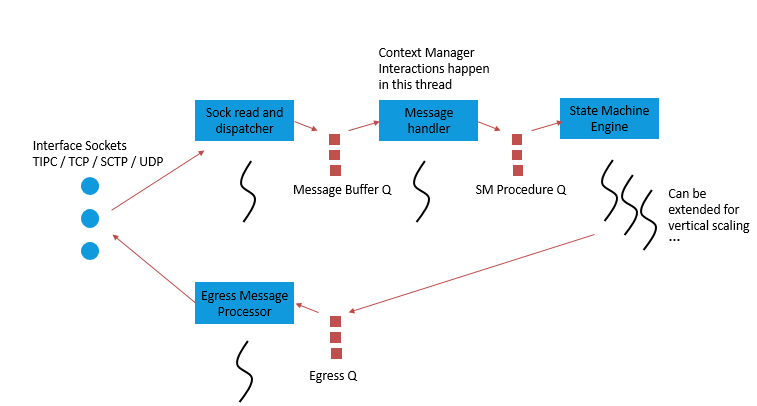 Context Manager
Interactions happen
in this thread
Sock read and
dispatcher
Message
handler
State Machine
Engine
Interface Sockets
TIPC / TCP / SCTP / UDP
Message Buffer Q
SM Procedure Q
Can be
extended for
vertical scaling
...
Egress Message
Processor
Egress Q